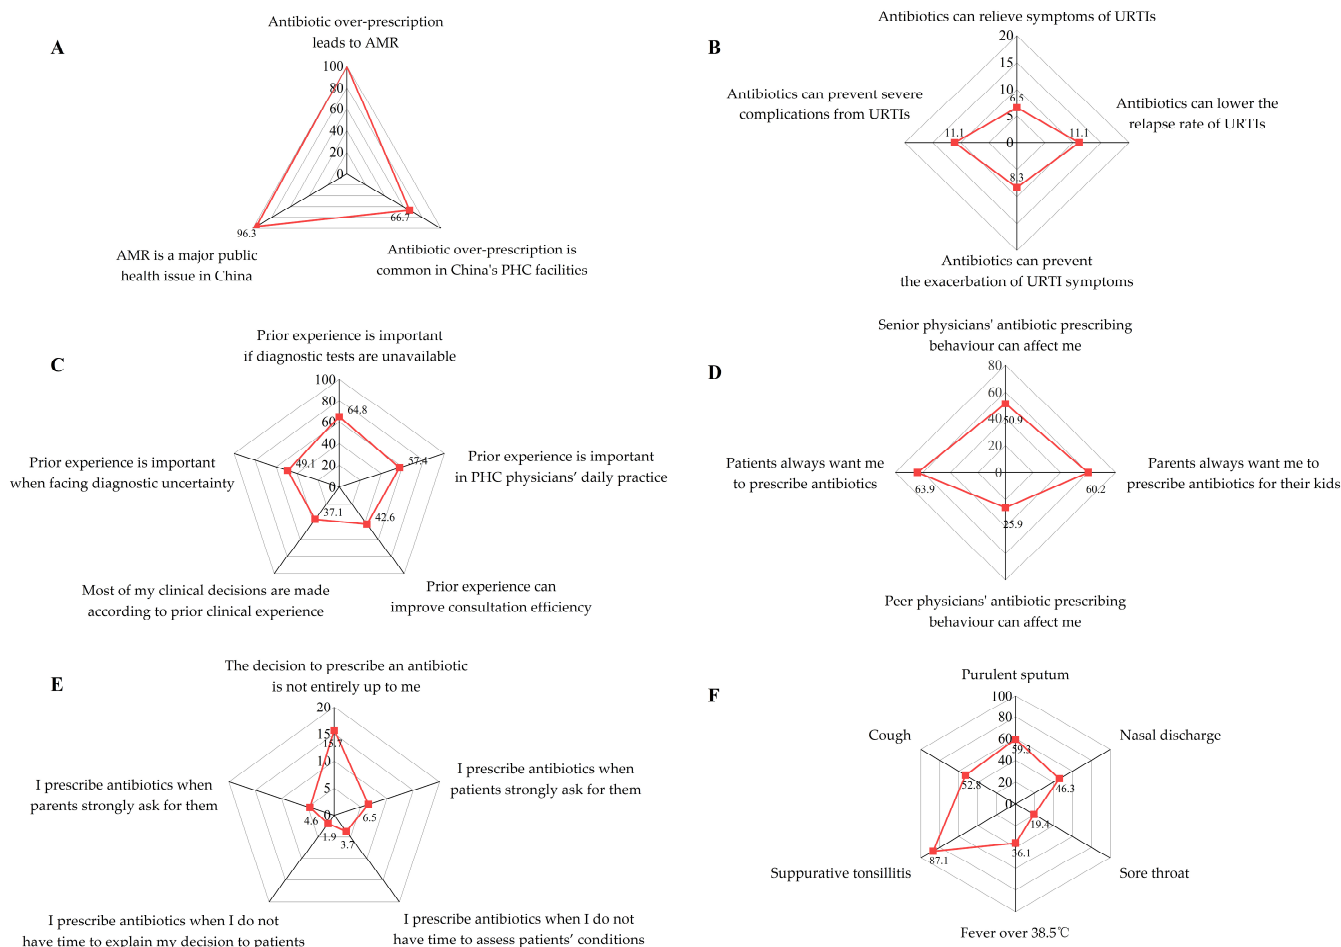 A
Antibiotic over-prescription
leads to AMR
100
80
60
40
20
0
96.3
66.7
AMR is a major public
health issue in China
Antibiotic over-prescription is
common in China's PHC facilities
B
Antibiotics can relieve symptoms of URTIs
20
15
10
6.5
5
0
Antibiotics can prevent severe
complications from URTIs
11.1
Antibiotics can lower the
relapse rate of URTIs
11.1
8.3
Antibiotics can prevent
the exacerbation of URTI symptoms
C
Prior experience is important
if diagnostic tests are unavailable
100
80
64.8
60
40
20
0
Prior experience is important
when facing diagnostic uncertainty
49.1
57.4
Prior experience is important
in PHC physicians’ daily practice
37.1
42.6
Most of my clinical decisions are made
according to prior clinical experience
Prior experience can
improve consultation efficiency
D
Senior physicians' antibiotic prescribing
behaviour can affect me
80
60
50.9
40
20
0
Patients always want me
to prescribe antibiotics
63.9
Parents always want me to
prescribe antibiotics for their kids
60.2
25.9
Peer physicians' antibiotic prescribing
behaviour can affect me
E
The decision to prescribe an antibiotic
is not entirely up to me
20
15
15.7
10
5
0
I prescribe antibiotics when
parents strongly ask for them
4.6
I prescribe antibiotics when
patients strongly ask for them
6.5
1.9
3.7
I prescribe antibiotics when I do not
have time to explain my decision to patients
I prescribe antibiotics when I do not
have time to assess patients’ conditions
F
Purulent sputum
100
80
60
59.3
40
20
0
Cough
52.8
Nasal discharge
46.3
19.4
36.1
87.1
Suppurative tonsillitis
Sore throat
Fever over 38.5℃